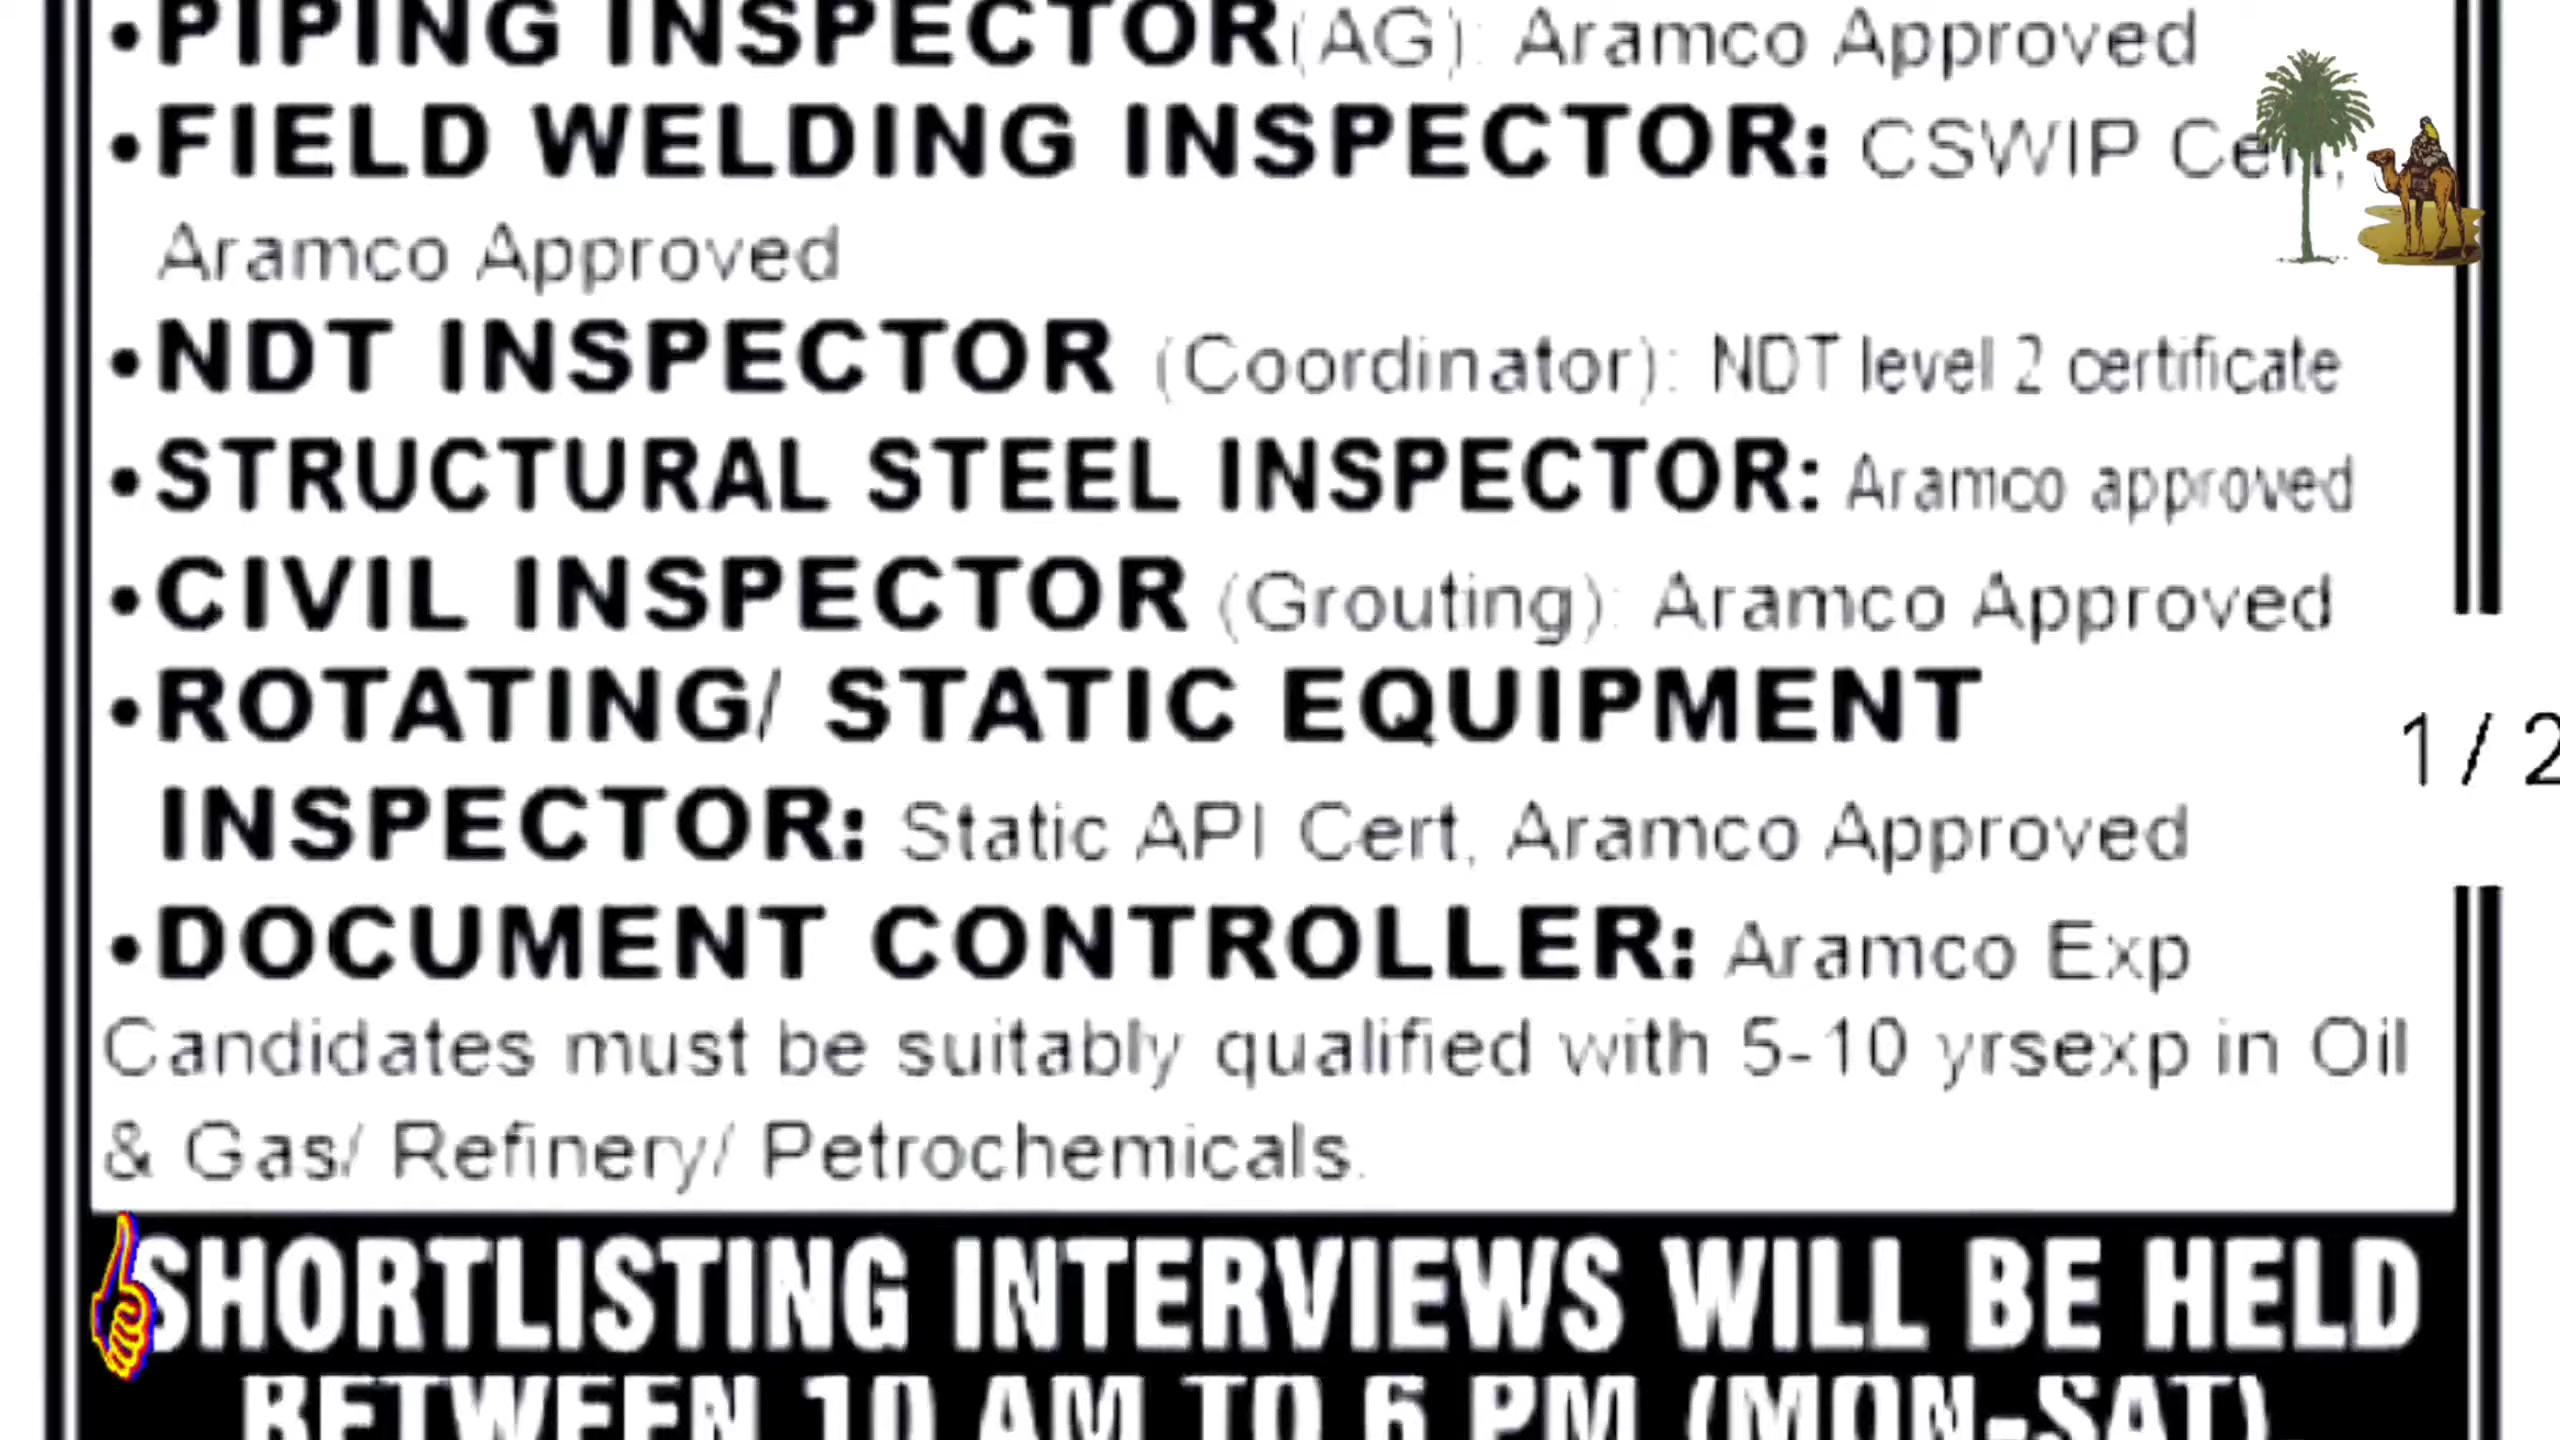 •PIPING INSPECTOR(AG): Aramco Approved
•FIELD WELDING INSPECTOR: CSWIP Cert,
Aramco Approved
•NDT INSPECTOR (Coordinator): NDT level 2 certificate
•STRUCTURAL STEEL INSPECTOR: Aramco approved
•CIVIL INSPECTOR (Grouting): Aramco Approved
•ROTATING/ STATIC EQUIPMENT
INSPECTOR: Static API Cert, Aramco Approved
1 / 2
•DOCUMENT CONTROLLER: Aramco Exp
Candidates must be suitably qualified with 5-10 yrsexp in Oil
& Gas/ Refinery/ Petrochemicals.
SHORTLISTING INTERVIEWS WILL BE HELD
BETWEEN 10 AM TO 6 PM (MON-SAT)